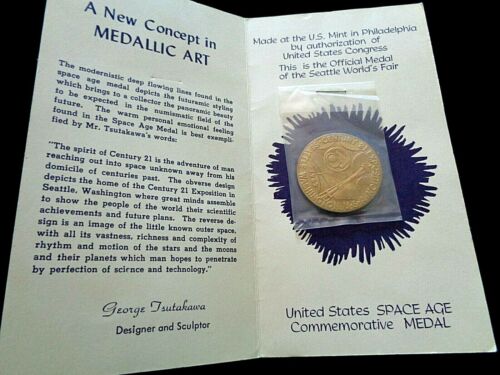 A New Concept in
MEDALLIC ART
The modernistic deep flowing lines found in the
space age medal depicts the futuramic styling
which brings to a collector the panoramic beauty
to be expected in the numismatic field of the
future. The warm personal emotional feeling
found in the Space Age Medal is best exempli-
fied by Mr. Tsutakawa's words:
"The spirit of Century 21 is the adventure of man
reaching out into space unknown away from his
domicile of centuries past. The obverse design
depicts the home of the Century 21 Exposition in
Seattle, Washington where great minds assemble
to show the people of the world their scientific
achievements and future plans. The reverse de-
sign is an image of the little known outer space,
with all its vastness, richness and complexity of
rhythm and motion of the stars and the moons
and their planets which man hopes to penetrate
by perfection of science and technology."
George Tsutakawa
Designer and Sculptor
Made at the U.S. Mint in Philadelphia
by authorization of
United States Congress
This is the Official Medal
of the Seattle World's Fair
United States SPACE AGE
Commemorative MEDAL